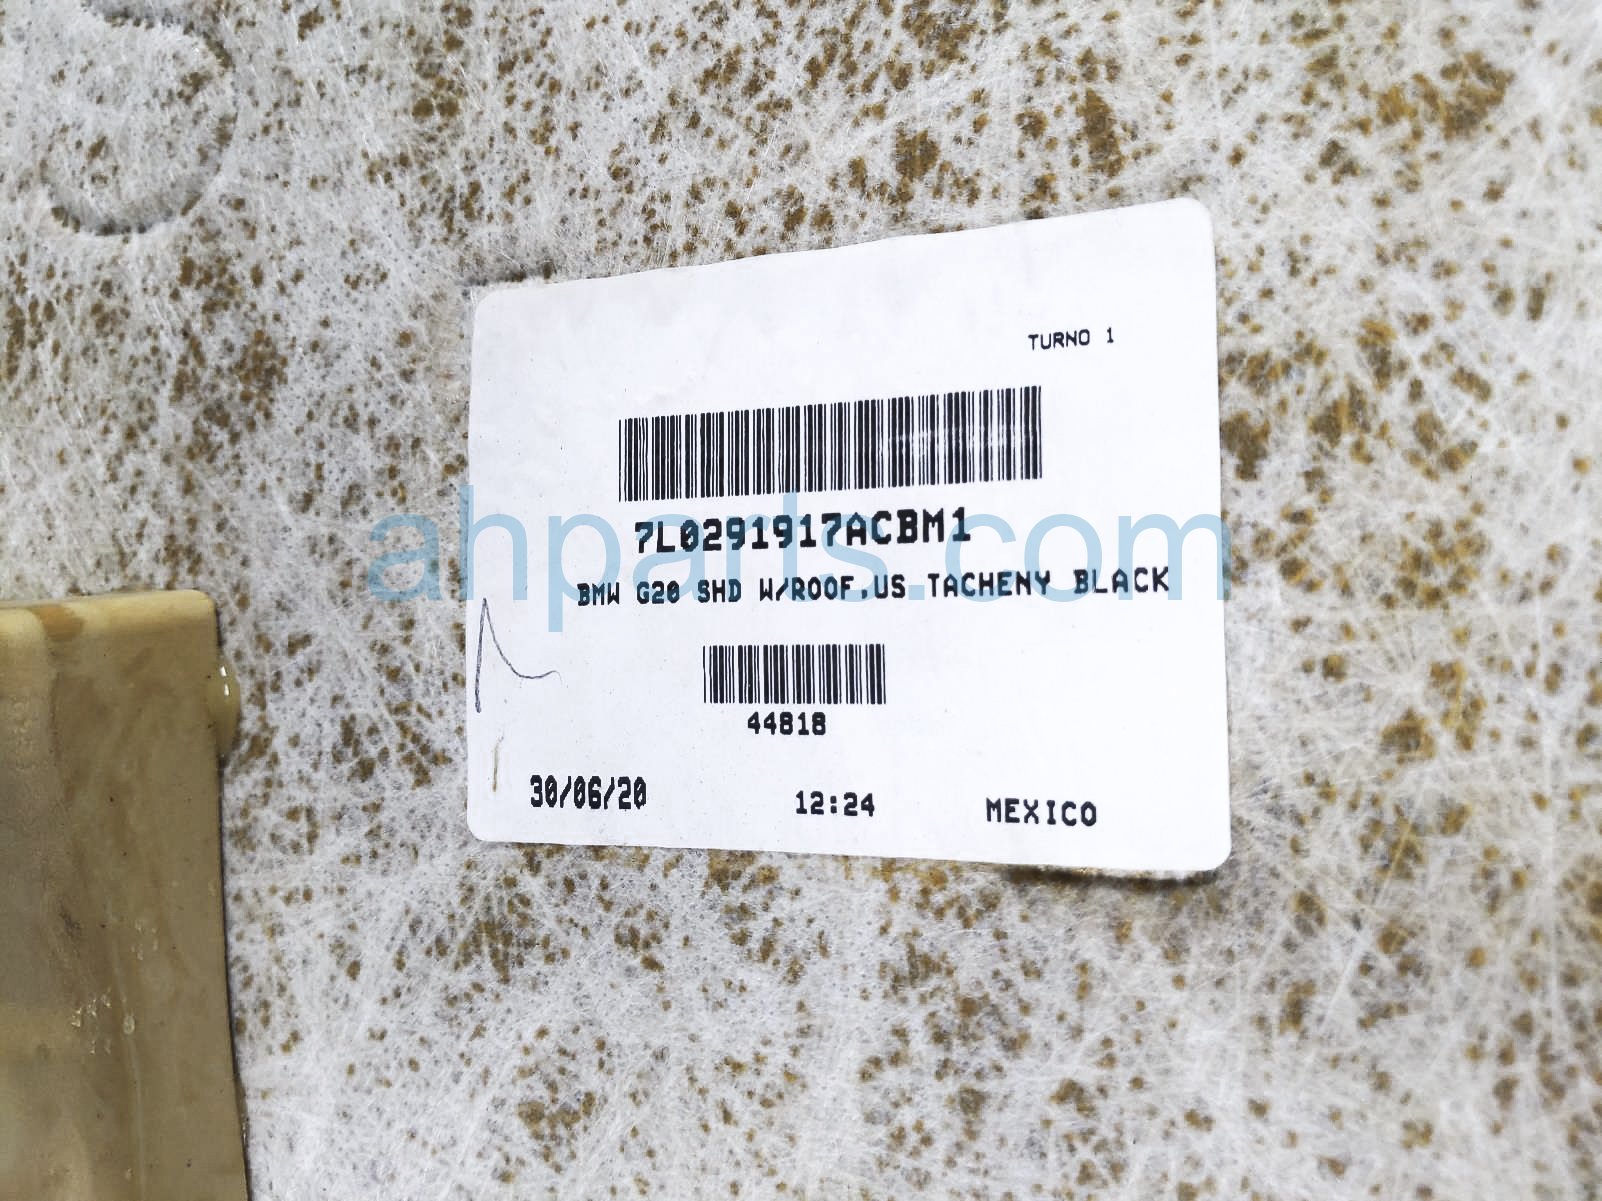 TURNO 1
7L0291917ACBM1
BMW G20 SHD W/ROOF,US TACHENY BLACK
44818
30/06/20 12:24 MEXICO
ahparts.com